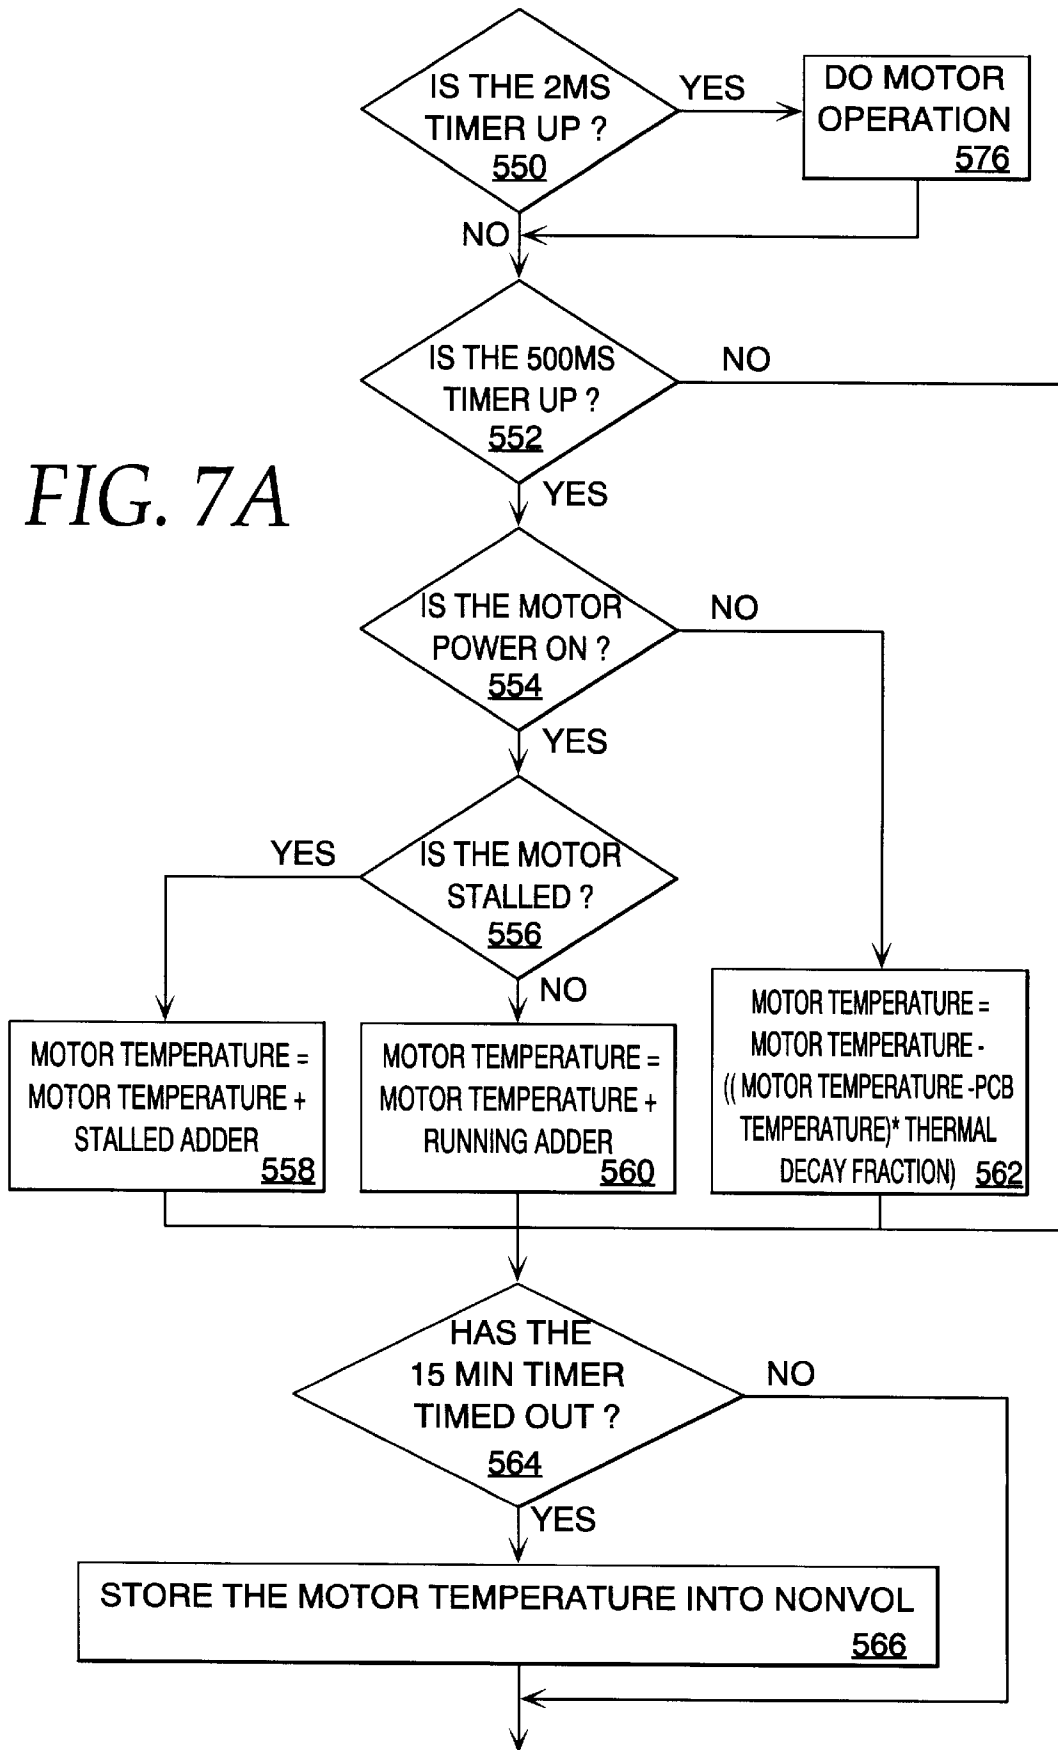 IS THE 2MS
TIMER UP ?
550
YES
DO MOTOR
OPERATION
576
NO
IS THE 500MS
TIMER UP ?
552
NO
YES
FIG. 7A
IS THE MOTOR
POWER ON ?
554
NO
YES
IS THE MOTOR
STALLED ?
556
YES
NO
MOTOR TEMPERATURE =
MOTOR TEMPERATURE +
STALLED ADDER
558
MOTOR TEMPERATURE =
MOTOR TEMPERATURE +
RUNNING ADDER
560
MOTOR TEMPERATURE =
MOTOR TEMPERATURE -
(( MOTOR TEMPERATURE -PCB
TEMPERATURE)* THERMAL
DECAY FRACTION) 562
HAS THE
15 MIN TIMER
TIMED OUT ?
564
NO
YES
STORE THE MOTOR TEMPERATURE INTO NONVOL
566